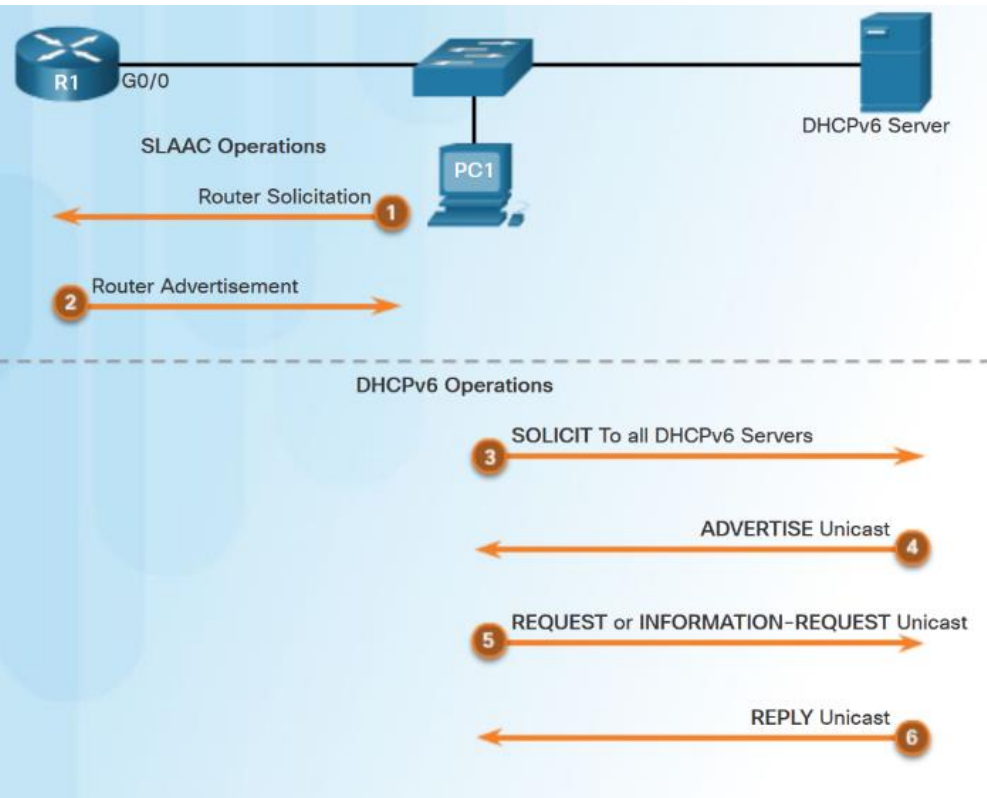 R1
G0/0
DHCPv6 Server
SLAAC Operations
PC1
Router Solicitation
1
Router Advertisement
2
DHCPv6 Operations
SOLICIT To all DHCPv6 Servers
3
ADVERTISE Unicast
4
REQUEST or INFORMATION-REQUEST Unicast
5
REPLY Unicast
6